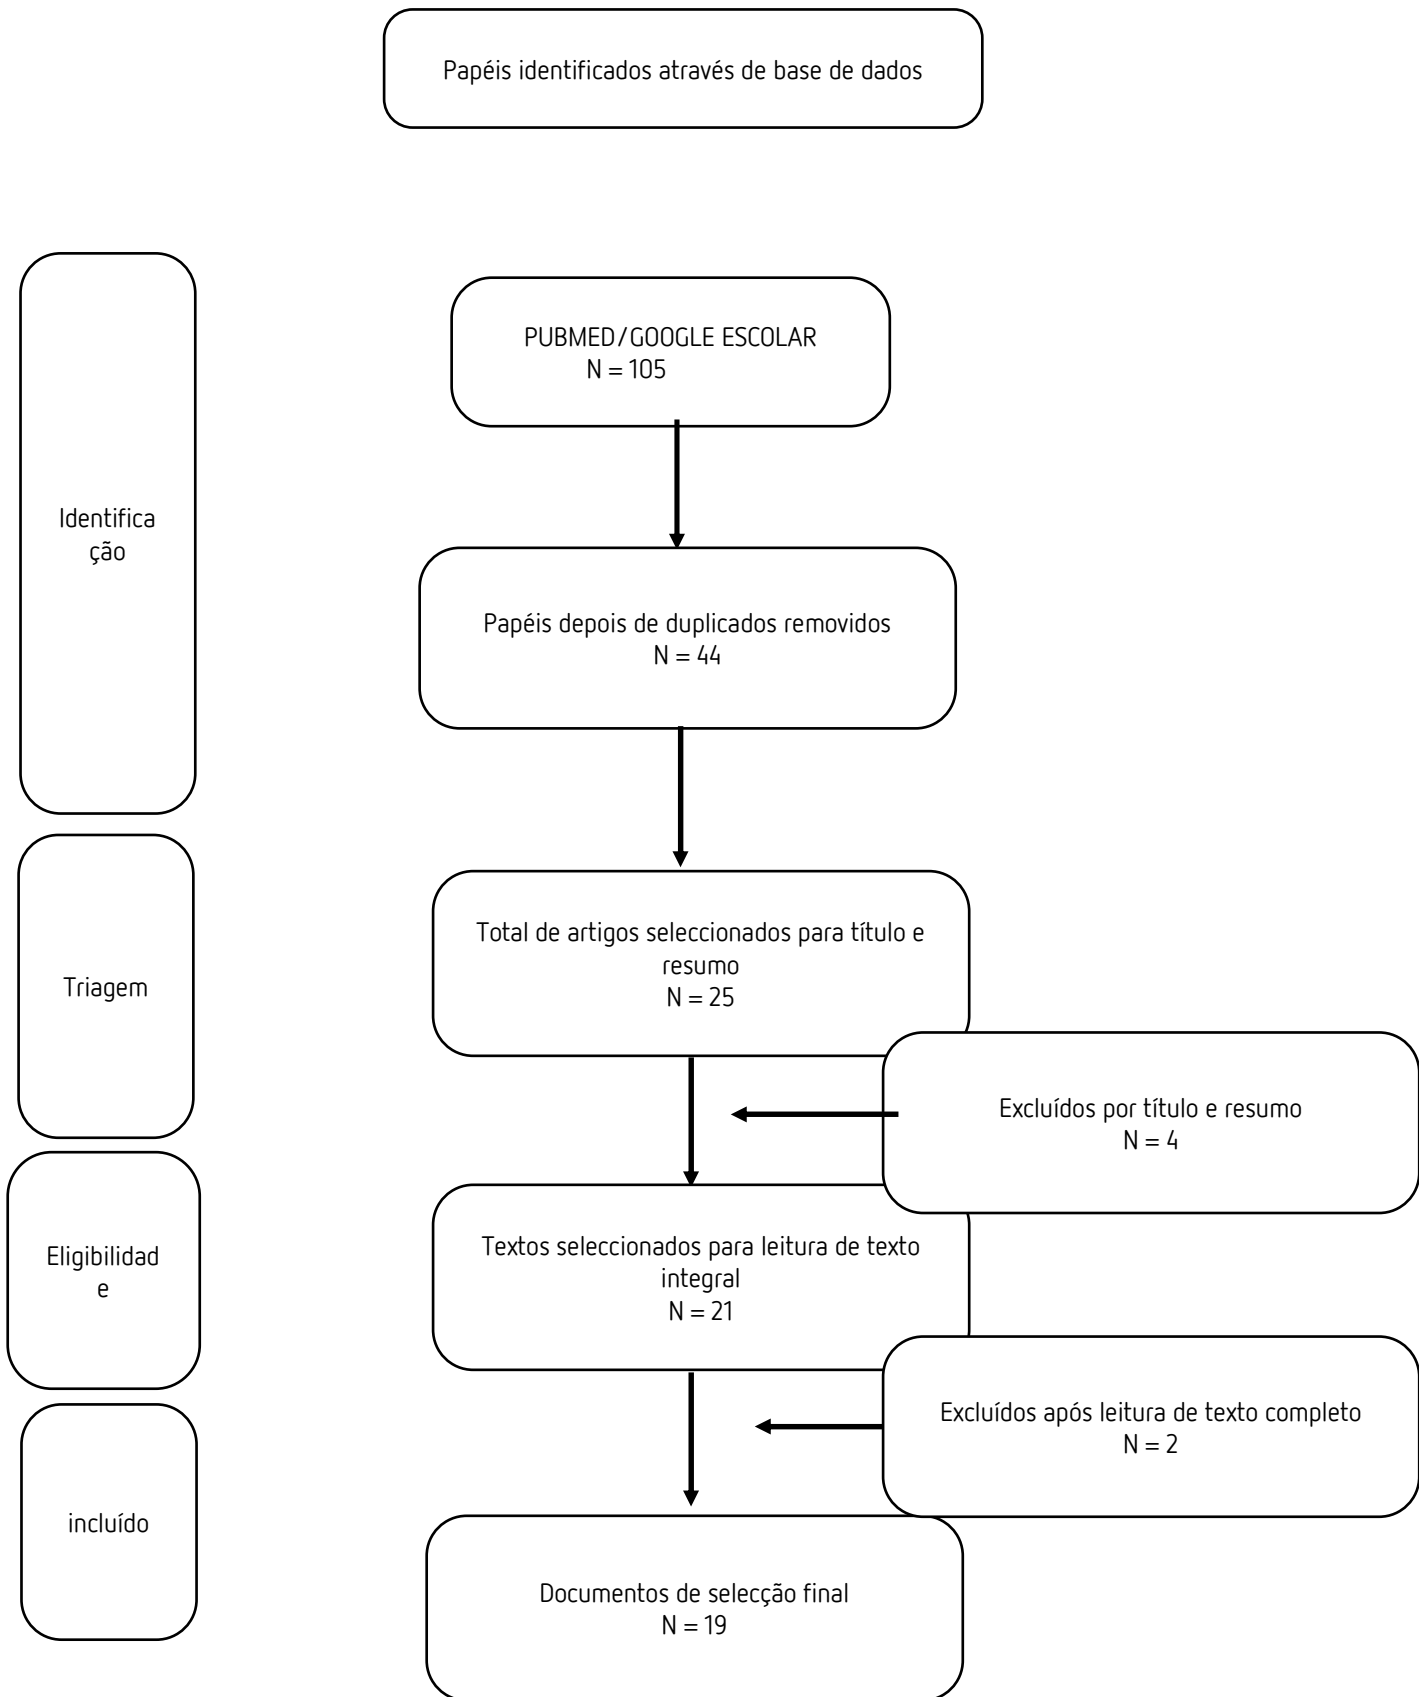 Papéis identificados através de base de dados
PUBMED/GOOGLE ESCOLAR
N = 105
Identifica
ção
Papéis depois de duplicados removidos
N = 44
Total de artigos seleccionados para título e
resumo
N = 25
Triagem
Excluídos por título e resumo
N = 4
Textos seleccionados para leitura de texto
integral
N = 21
Eligibilidad
e
Excluídos após leitura de texto completo
N = 2
incluído
Documentos de selecção final
N = 19